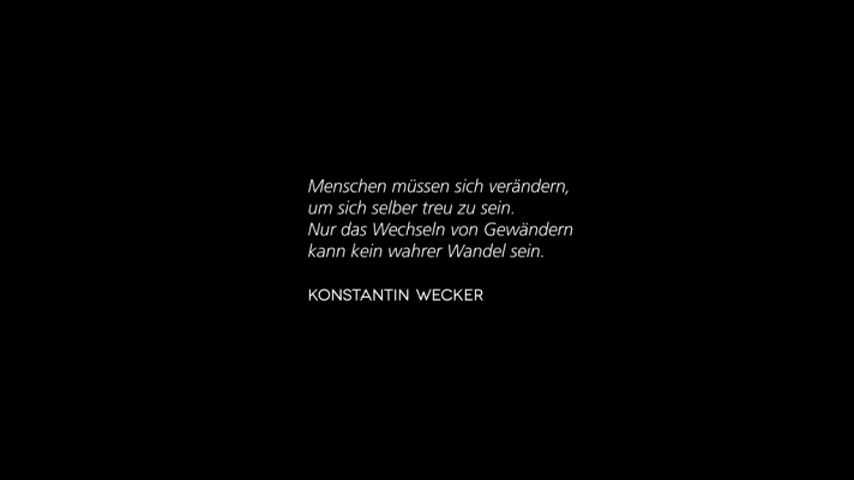 Menschen müssen sich verändern,
um sich selber treu zu sein.
Nur das Wechseln von Gewändern
kann kein wahrer Wandel sein.
KONSTANTIN WECKER